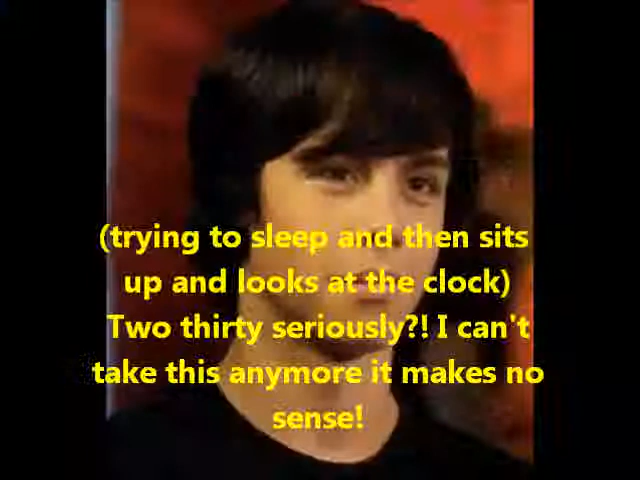 (trying to sleep and then sits
up and looks at the clock)
Two thirty seriously?! I can't
take this anymore it makes no
sense!